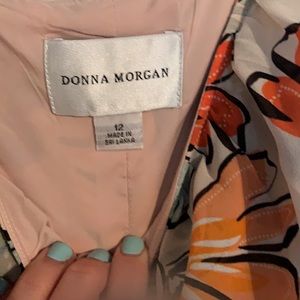 DONNA MORGAN
12
MADE IN
SRI LANKA